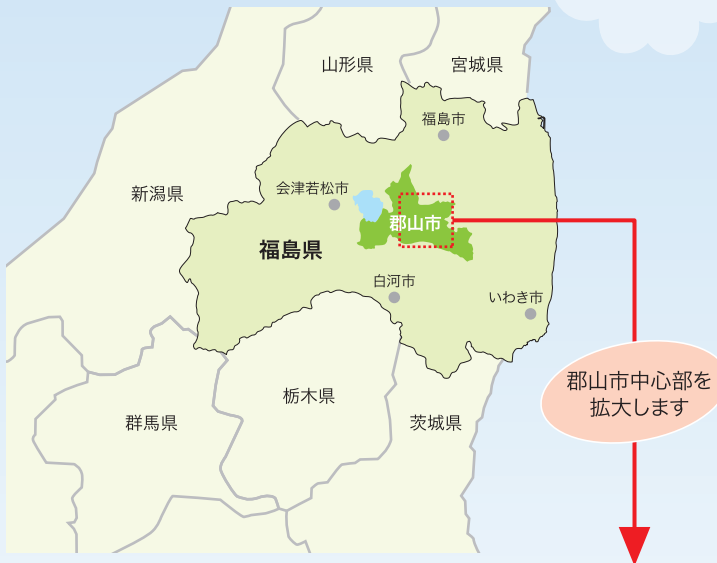 山形県
宮城県
福島市
新潟県
会津若松市
郡山市
福島県
白河市
いわき市
郡山市中心部を
拡大します
栃木県
群馬県
茨城県